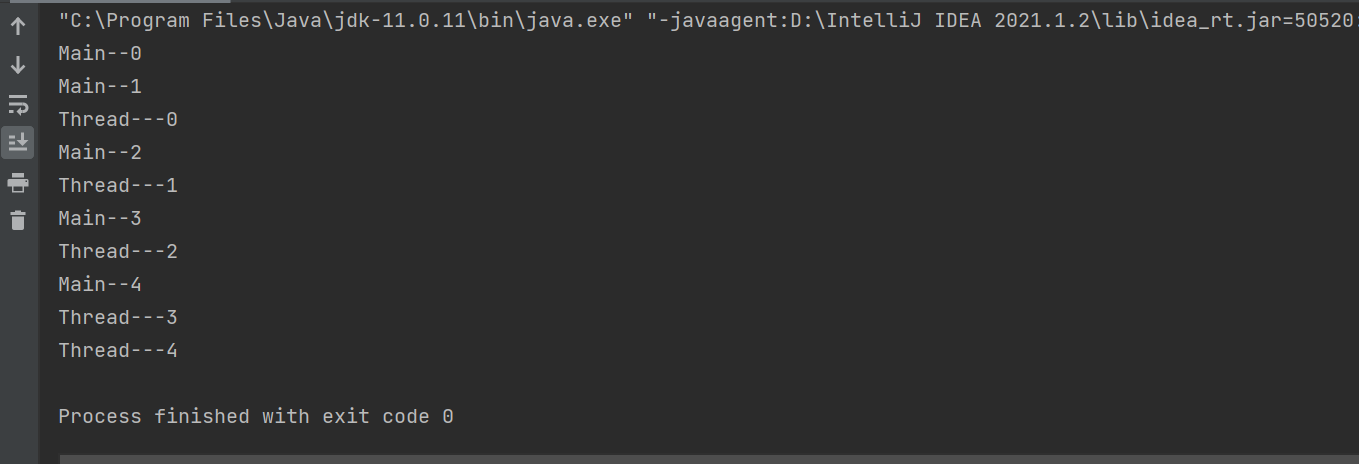 "C:\Program Files\Java\jdk-11.0.11\bin\java.exe" "-javaagent:D:\IntelliJ IDEA 2021.1.2\lib\idea_rt.jar=50520:
Main--0
Main--1
Thread---0
Main--2
Thread---1
Main--3
Thread---2
Main--4
Thread---3
Thread---4
Process finished with exit code 0